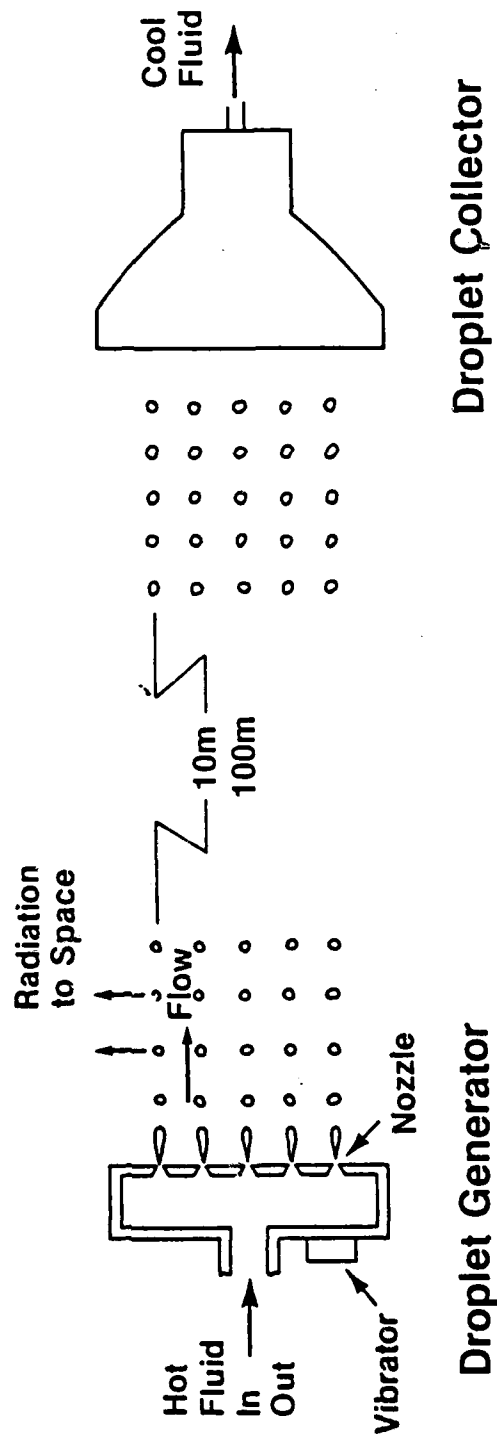 Radiation
to Space
Cool
Fluid
Flow
10m
100m
Hot
Fluid
In
Out
Nozzle
Vibrator
Droplet Generator
Droplet Collector